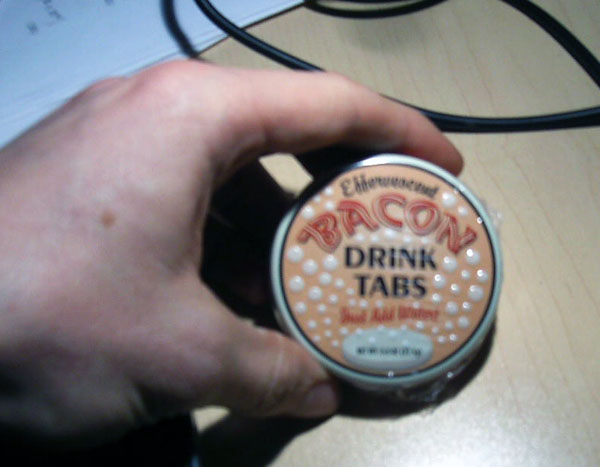 Effervescent
BACON
DRINK
TABS
Just Add Water!